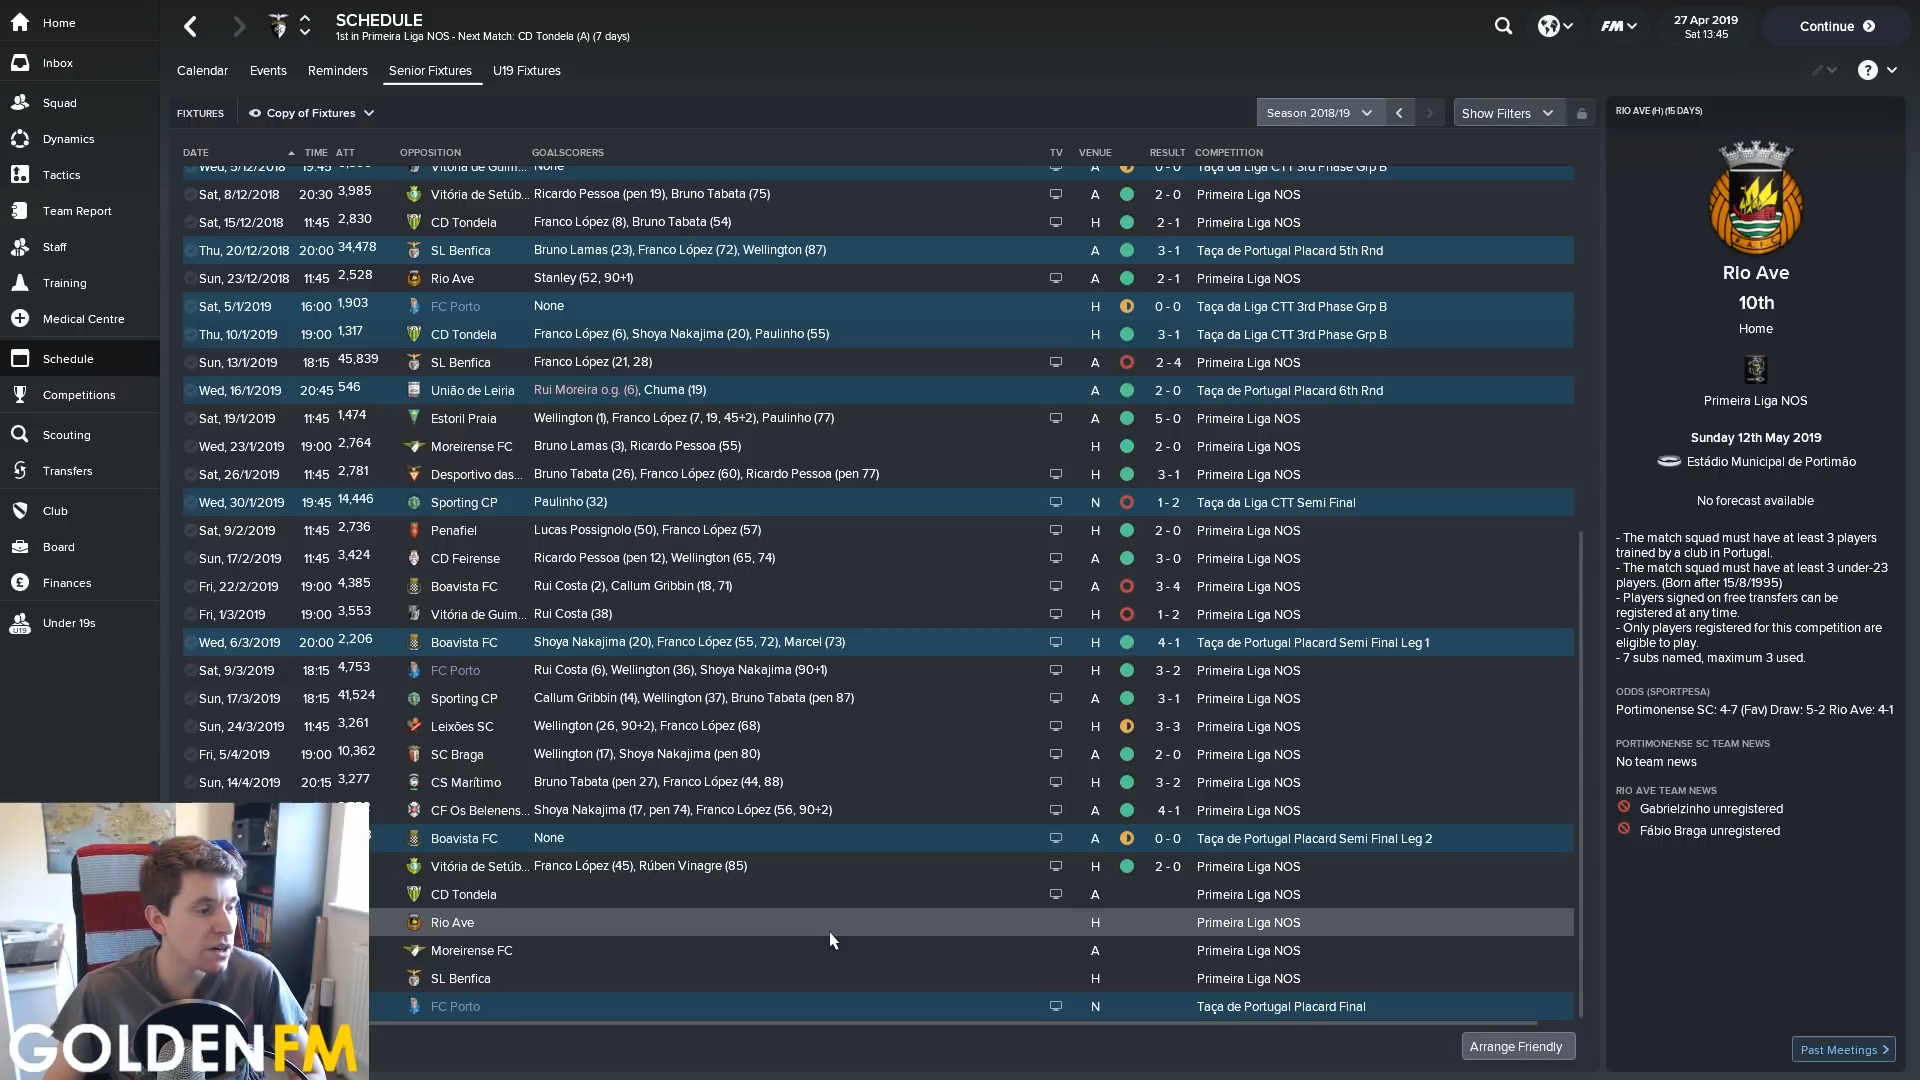 Home
Inbox
Squad
Dynamics
Tactics
Team Report
Staff
Training
Medical Centre
Schedule
Competitions
Scouting
Transfers
Club
Board
Finances
Under 19s
U19
SCHEDULE
1st in Primeira Liga NOS - Next Match: CD Tondela (A) (7 days)
FM
27 Apr 2019
Sat 13:45
Continue
Calendar Events Reminders Senior Fixtures U19 Fixtures
?
FIXTURES Copy of Fixtures Season 2018/19 Show Filters
DATE TIME ATT OPPOSITION GOALSCORERS TV VENUE RESULT COMPETITION
Wed, 5/12/2018 19:45 Vitória de Guim... None A 0 - 0 Taça da Liga CTT 3rd Phase Grp B
Sat, 8/12/2018 20:30 3,985 Vitória de Setúb... Ricardo Pessoa (pen 19), Bruno Tabata (75) A 2 - 0 Primeira Liga NOS
Sat, 15/12/2018 11:45 2,830 CD Tondela Franco López (8), Bruno Tabata (54) H 2 - 1 Primeira Liga NOS
Thu, 20/12/2018 20:00 34,478 SL Benfica Bruno Lamas (23), Franco López (72), Wellington (87) A 3 - 1 Taça de Portugal Placard 5th Rnd
Sun, 23/12/2018 11:45 2,528 Rio Ave Stanley (52, 90+1) A 2 - 1 Primeira Liga NOS
Sat, 5/1/2019 16:00 1,903 FC Porto None H 0 - 0 Taça da Liga CTT 3rd Phase Grp B
Thu, 10/1/2019 19:00 1,317 CD Tondela Franco López (6), Shoya Nakajima (20), Paulinho (55) H 3 - 1 Taça da Liga CTT 3rd Phase Grp B
Sun, 13/1/2019 18:15 45,839 SL Benfica Franco López (21, 28) A 2 - 4 Primeira Liga NOS
Wed, 16/1/2019 20:45 546 União de Leiria Rui Moreira o.g. (6), Chuma (19) A 2 - 0 Taça de Portugal Placard 6th Rnd
Sat, 19/1/2019 11:45 1,474 Estoril Praia Wellington (1), Franco López (7, 19, 45+2), Paulinho (77) A 5 - 0 Primeira Liga NOS
Wed, 23/1/2019 19:00 2,764 Moreirense FC Bruno Lamas (3), Ricardo Pessoa (55) H 2 - 0 Primeira Liga NOS
Sat, 26/1/2019 11:45 2,781 Desportivo das... Bruno Tabata (26), Franco López (60), Ricardo Pessoa (pen 77) H 3 - 1 Primeira Liga NOS
Wed, 30/1/2019 19:45 14,446 Sporting CP Paulinho (32) N 1 - 2 Taça da Liga CTT Semi Final
Sat, 9/2/2019 11:45 2,736 Penafiel Lucas Possignolo (50), Franco López (57) H 2 - 0 Primeira Liga NOS
Sun, 17/2/2019 11:45 3,424 CD Feirense Ricardo Pessoa (pen 12), Wellington (65, 74) A 3 - 0 Primeira Liga NOS
Fri, 22/2/2019 19:00 4,385 Boavista FC Rui Costa (2), Callum Gribbin (18, 71) A 3 - 4 Primeira Liga NOS
Fri, 1/3/2019 19:00 3,553 Vitória de Guim... Rui Costa (38) H 1 - 2 Primeira Liga NOS
Wed, 6/3/2019 20:00 2,206 Boavista FC Shoya Nakajima (20), Franco López (55, 72), Marcel (73) H 4 - 1 Taça de Portugal Placard Semi Final Leg 1
Sat, 9/3/2019 18:15 4,753 FC Porto Rui Costa (6), Wellington (36), Shoya Nakajima (90+1) H 3 - 2 Primeira Liga NOS
Sun, 17/3/2019 18:15 41,524 Sporting CP Callum Gribbin (14), Wellington (37), Bruno Tabata (pen 87) A 3 - 1 Primeira Liga NOS
Sun, 24/3/2019 11:45 3,261 Leixões SC Wellington (26, 90+2), Franco López (68) H 3 - 3 Primeira Liga NOS
Fri, 5/4/2019 19:00 10,362 SC Braga Wellington (17), Shoya Nakajima (pen 80) A 2 - 0 Primeira Liga NOS
Sun, 14/4/2019 20:15 3,277 CS Marítimo Bruno Tabata (pen 27), Franco López (44, 88) H 3 - 2 Primeira Liga NOS
CF Os Belenens... Shoya Nakajima (17, pen 74), Franco López (56, 90+2) A 4 - 1 Primeira Liga NOS
Boavista FC None A 0 - 0 Taça de Portugal Placard Semi Final Leg 2
Vitória de Setúb... Franco López (45), Rúben Vinagre (85) H 2 - 0 Primeira Liga NOS
CD Tondela A Primeira Liga NOS
Rio Ave H Primeira Liga NOS
Moreirense FC A Primeira Liga NOS
SL Benfica H Primeira Liga NOS
FC Porto N Taça de Portugal Placard Final
Arrange Friendly
RIO AVE (H) (15 DAYS)
Rio Ave
10th
Home
Primeira Liga NOS
Sunday 12th May 2019
Estádio Municipal de Portimão
No forecast available
- The match squad must have at least 3 players
trained by a club in Portugal.
- The match squad must have at least 3 under-23
players. (Born after 15/8/1995)
- Players signed on free transfers can be
registered at any time.
- Only players registered for this competition are
eligible to play.
- 7 subs named, maximum 3 used.
ODDS (SPORTPESA)
Portimonense SC: 4-7 (Fav) Draw: 5-2 Rio Ave: 4-1
PORTIMONENSE SC TEAM NEWS
No team news
RIO AVE TEAM NEWS
Gabrielzinho unregistered
Fábio Braga unregistered
Past Meetings
GOLDENFM